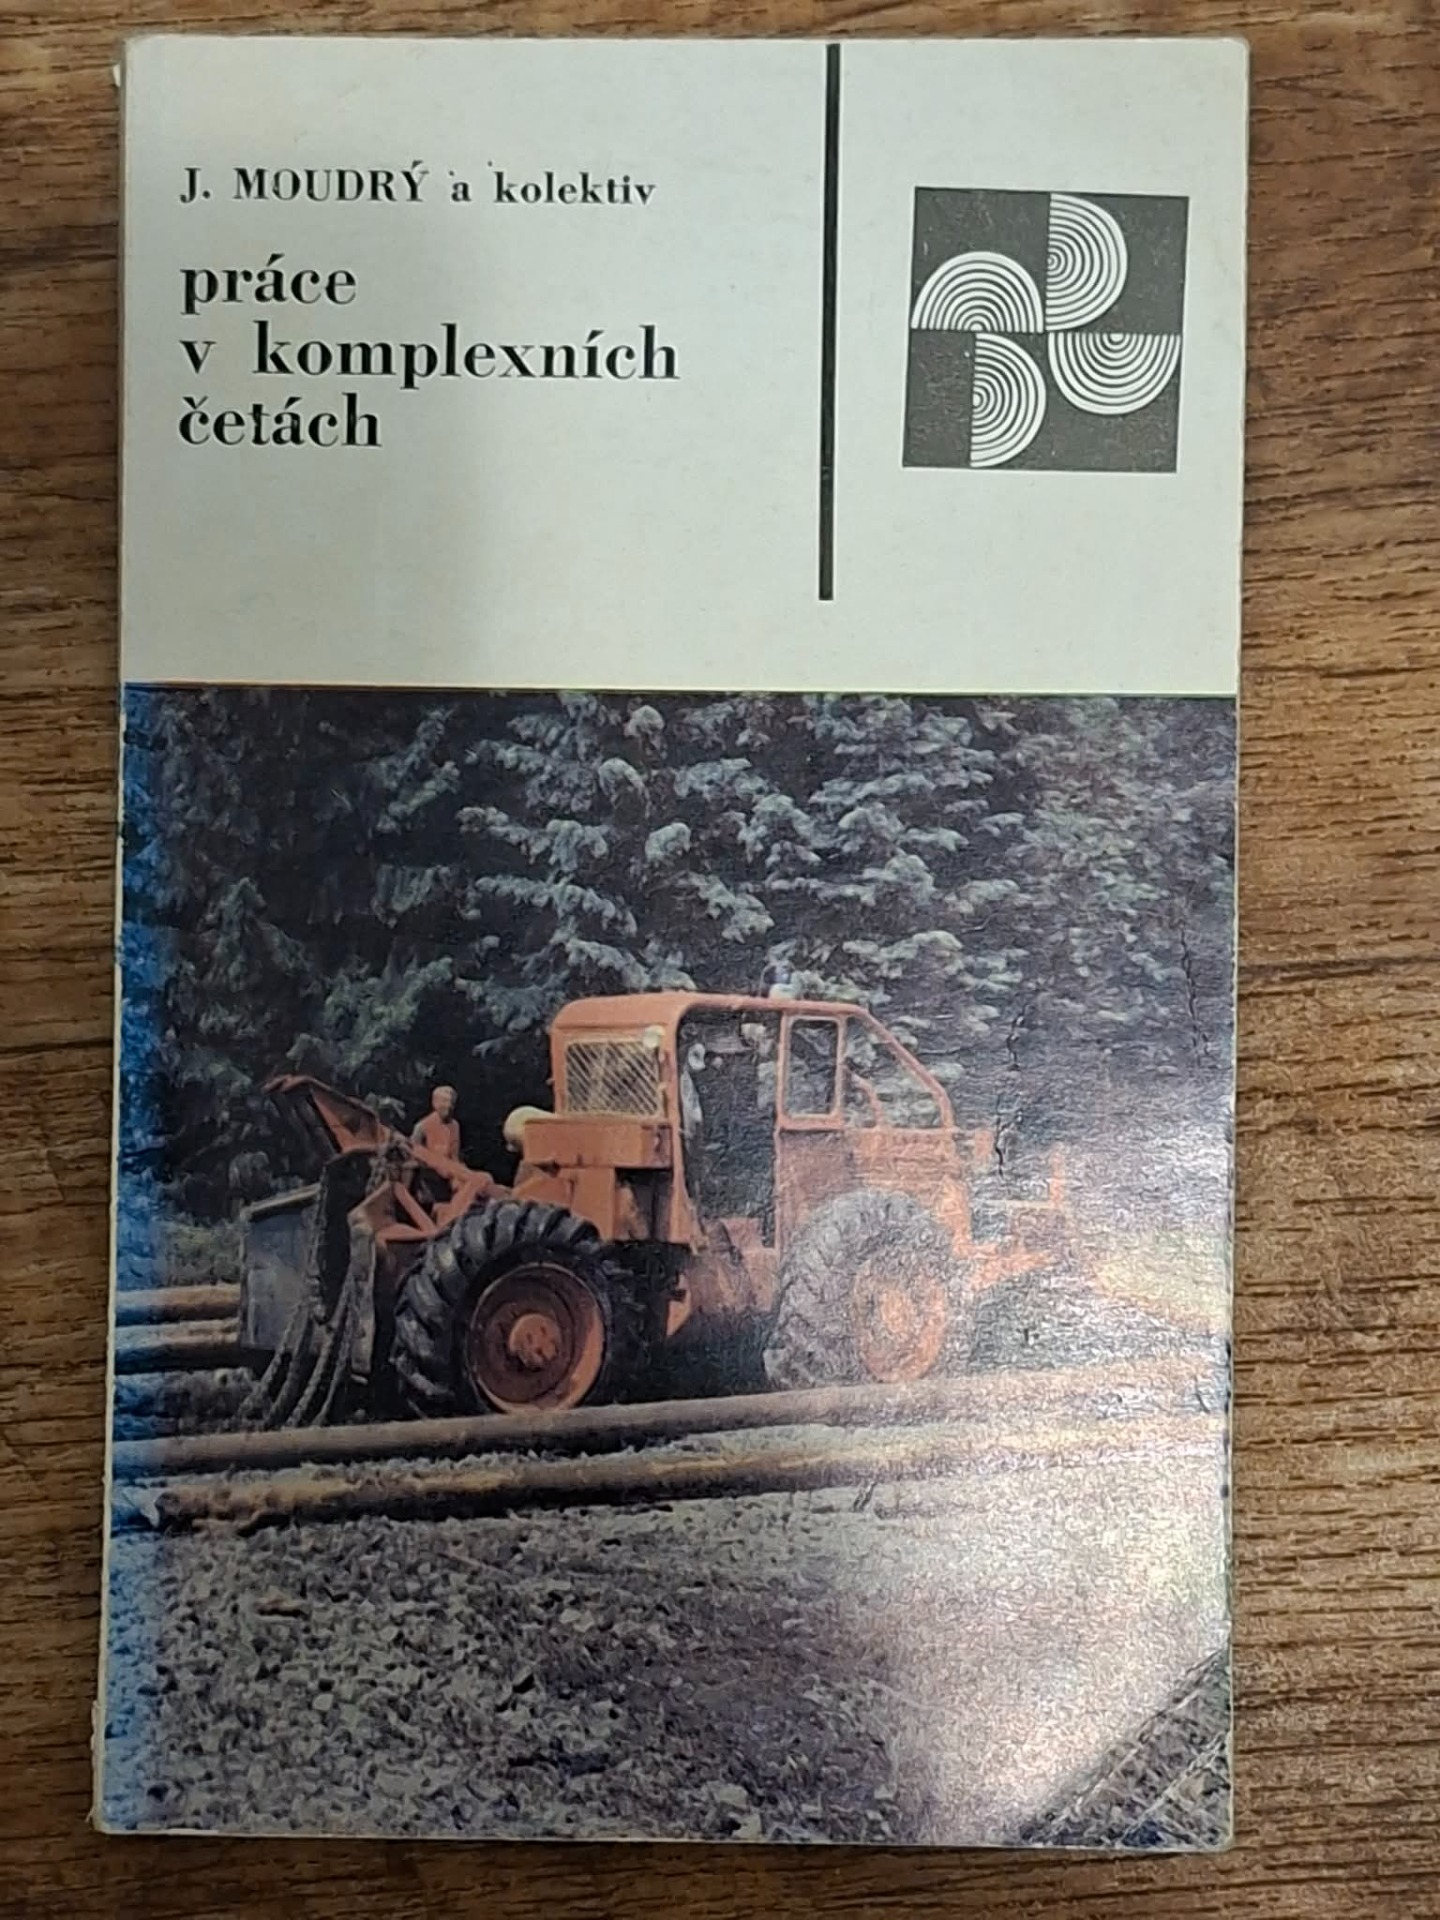 J. MOUDRÝ a kolektiv
práce
v komplexních
četách